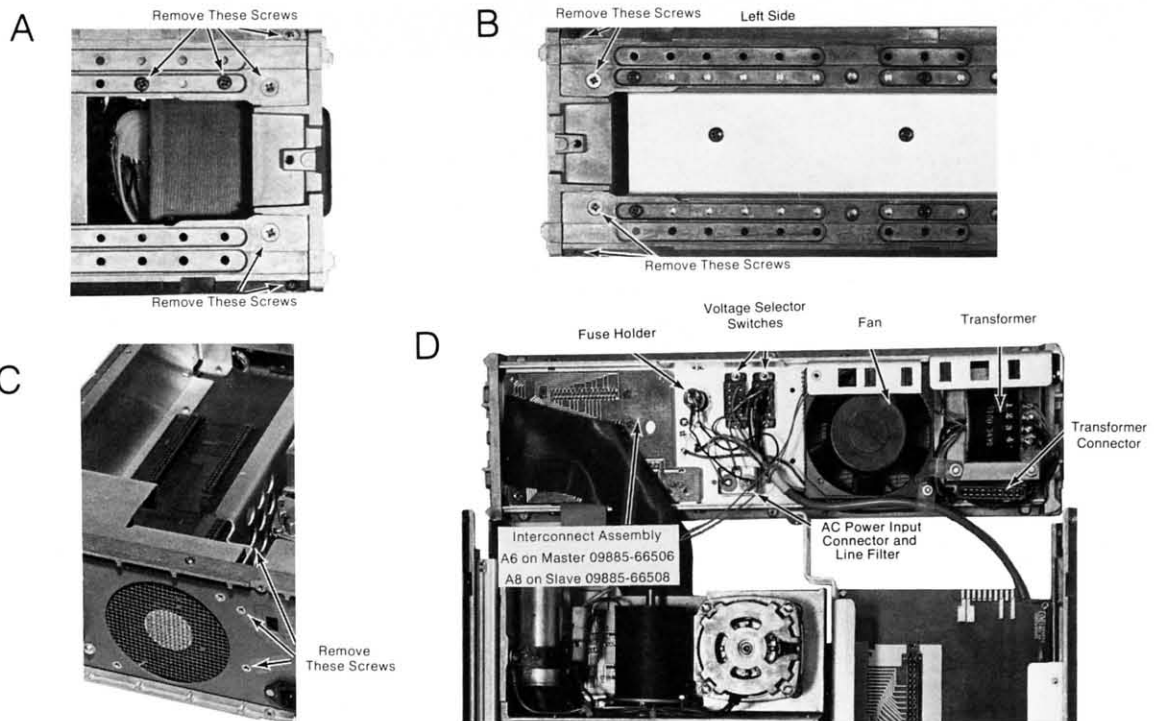 A
Remove These Screws
Remove These Screws
B
Remove These Screws
Left Side
Remove These Screws
C
Remove
These Screws
D
Fuse Holder
Voltage Selector
Switches
Fan
Transformer
Transformer
Connector
AC Power Input
Connector and
Line Filter
Interconnect Assembly
A6 on Master 09885-66506
A8 on Slave 09885-66508